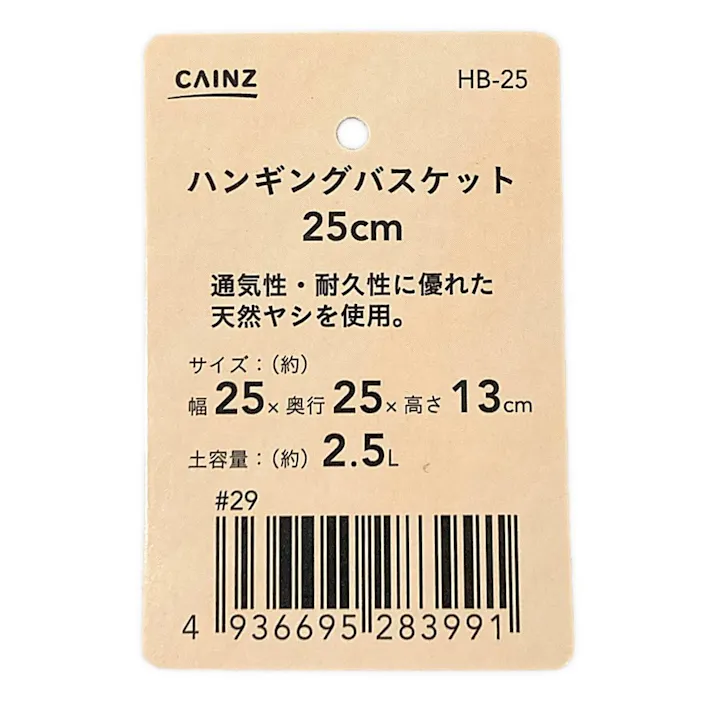 CAINZ HB-25
ハンギングバスケット
25cm
通気性・耐久性に優れた
天然ヤシを使用。
サイズ：（約）
幅 25 × 奥行 25 × 高さ 13cm
土容量：（約） 2.5L
#29
4 936695 283991